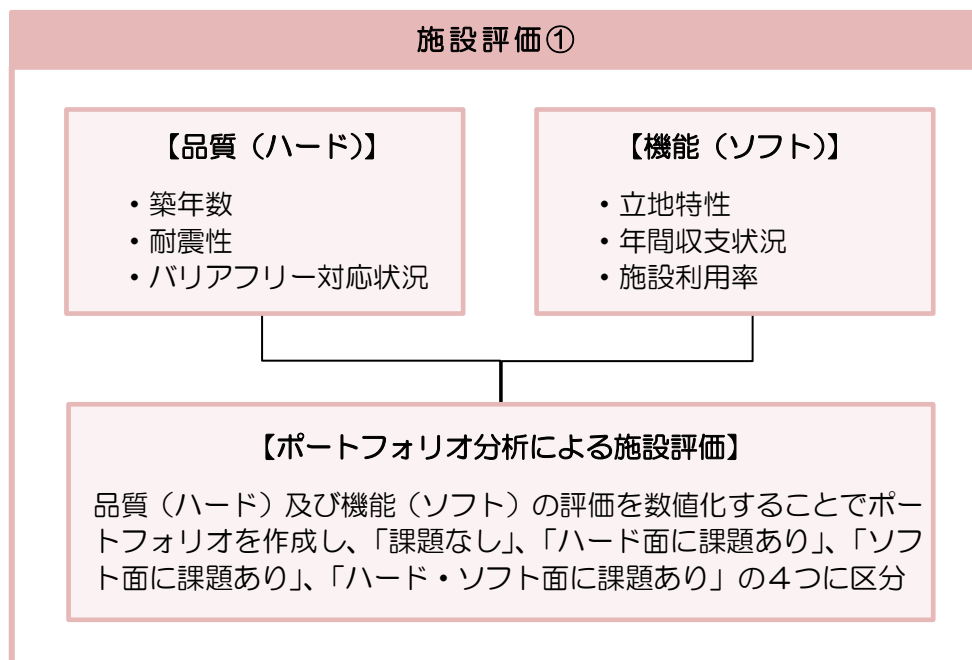 施設評価①
【品質（ハード）】
・築年数
・耐震性
・バリアフリー対応状況
【機能（ソフト）】
・立地特性
・年間収支状況
・施設利用率
【ポートフォリオ分析による施設評価】
品質（ハード）及び機能（ソフト）の評価を数値化することでポー
トフォリオを作成し、「課題なし」、「ハード面に課題あり」、「ソフ
ト面に課題あり」、「ハード・ソフト面に課題あり」の４つに区分